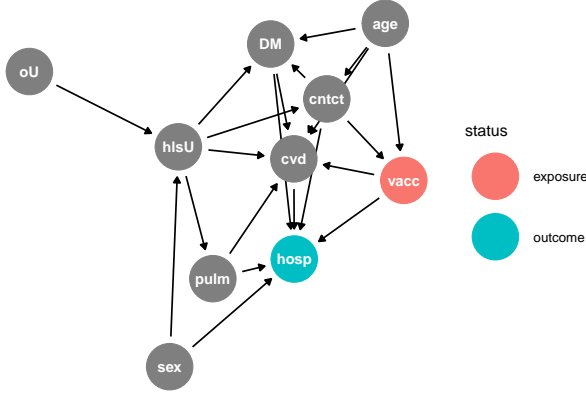 age
DM
oU
cntct
status
hlsU
cvd
vacc
exposure
outcome
hosp
pulm
sex